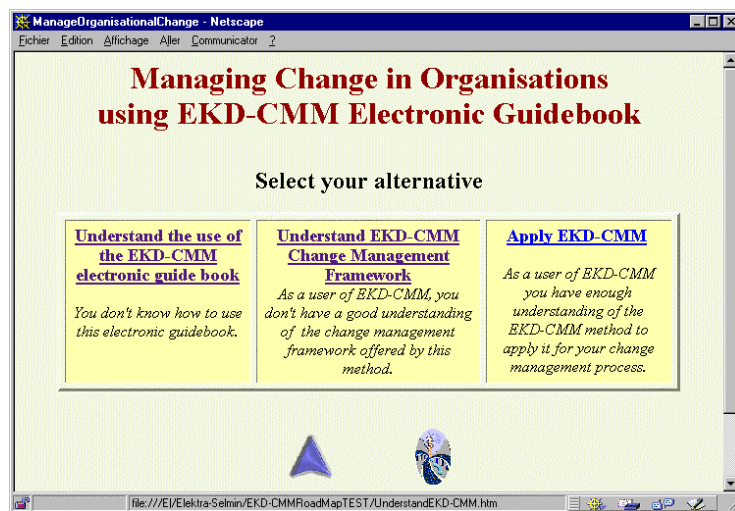 ManageOrganisationalChange - Netscape
Fichier Edition Affichage Aller Communicator ?
Managing Change in Organisations
using EKD-CMM Electronic Guidebook
Select your alternative
Understand the use of
the EKD-CMM
electronic guide book
You don't know how to use
this electronic guidebook.
Understand EKD-CMM
Change Management
Framework
As a user of EKD-CMM, you
don't have a good understanding
of the change management
framework offered by this
method.
Apply EKD-CMM
As a user of EKD-CMM
you have enough
understanding of the
EKD-CMM method to
apply it for your change
management process.
file:///E|/Elektra-Selmin/EKD-CMMRoadMapTEST/UnderstandEKD-CMM.htm